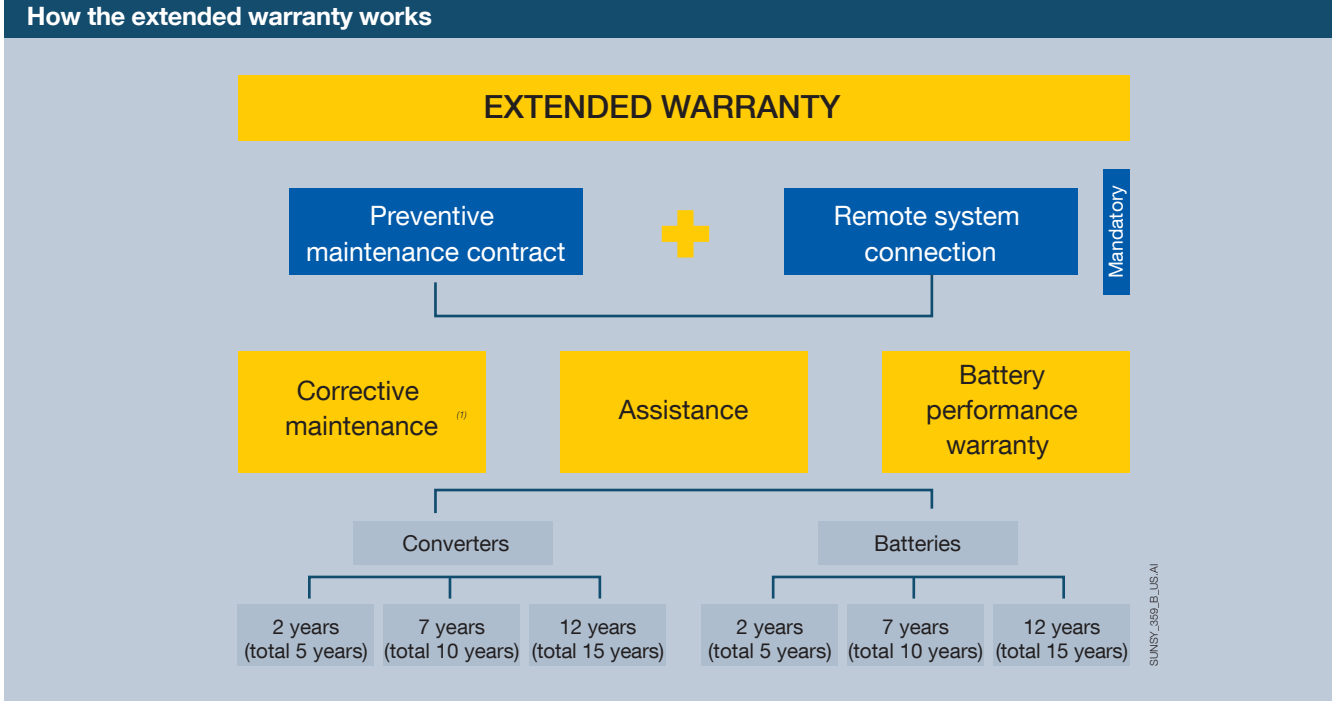 How the extended warranty works
EXTENDED WARRANTY
Preventive
maintenance contract
Remote system
connection
Mandatory
Corrective
maintenance (1)
Assistance
Battery
performance
warranty
Converters
Batteries
2 years
(total 5 years)
7 years
(total 10 years)
12 years
(total 15 years)
2 years
(total 5 years)
7 years
(total 10 years)
12 years
(total 15 years)
SUNSY_359_B_US.AI